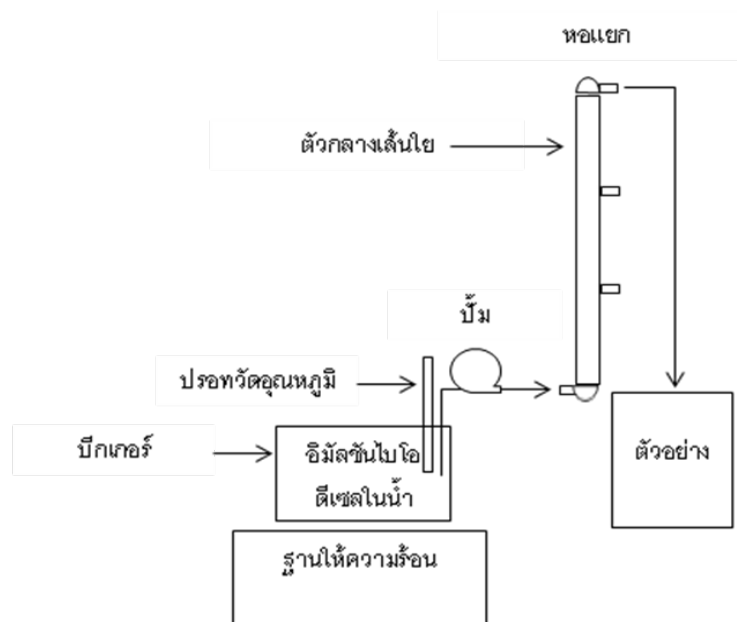 หอแยก
ตัวกลางเส้นใย
ปั้ม
ปรอทวัดอุณหภูมิ
บีกเกอร์
อิมัลชันไบโอ
ดีเซลในน้ำ
ตัวอย่าง
ฐานให้ความร้อน